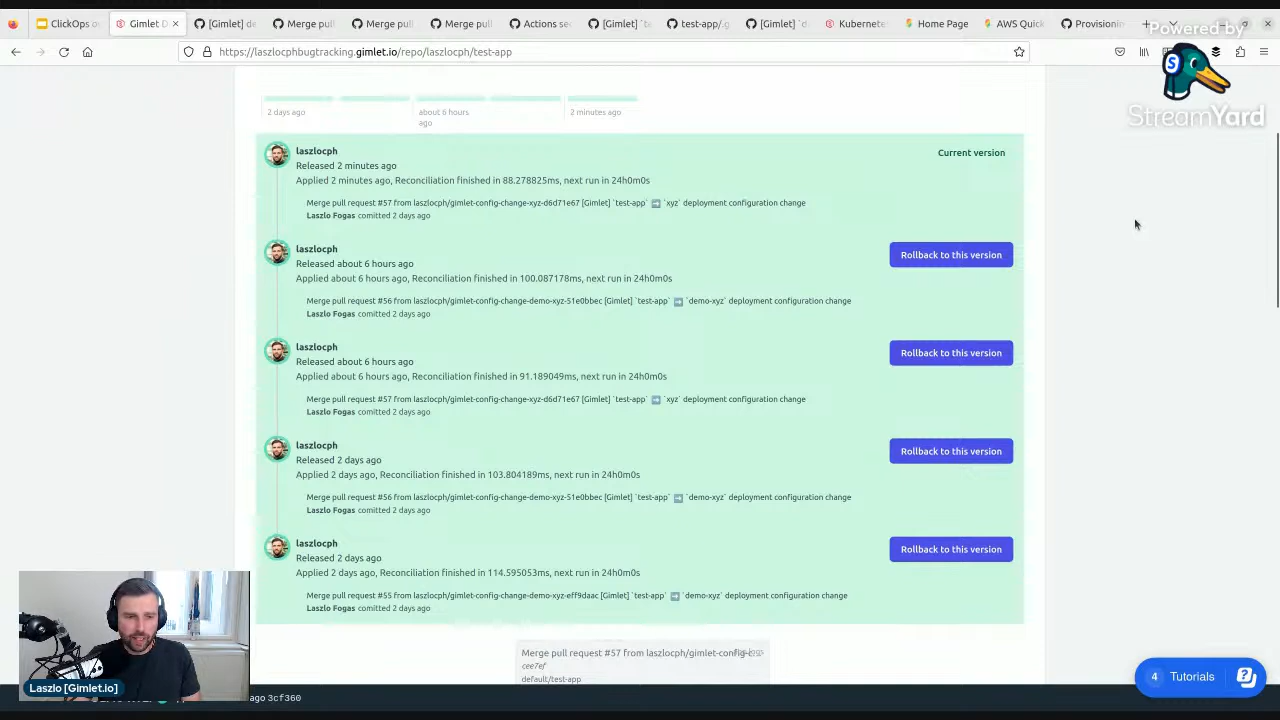 Powered by
StreamYard
ClickOps o
Gimlet D
[Gimlet] de
Merge pull
Merge pul
Merge pull
Actions se
[Gimlet] `te
test-app/.g
[Gimlet] `d
Kubernete
Home Page
AWS Quick
Provisionin
https://laszlocphbugtracking.gimlet.io/repo/laszlocph/test-app
2 days ago
about 6 hours
ago
2 minutes ago
laszlocph
Current version
Released 2 minutes ago
Applied 2 minutes ago, Reconciliation finished in 88.278825ms, next run in 24h0m0s
Merge pull request #57 from laszlocph/gimlet-config-change-xyz-d6d71e67 [Gimlet] `test-app` ➡️ `xyz` deployment configuration change
Laszlo Fogas comitted 2 days ago
laszlocph
Rollback to this version
Released about 6 hours ago
Applied about 6 hours ago, Reconciliation finished in 100.087178ms, next run in 24h0m0s
Merge pull request #56 from laszlocph/gimlet-config-change-demo-xyz-51e0bbec [Gimlet] `test-app` ➡️ `demo-xyz` deployment configuration change
Laszlo Fogas comitted 2 days ago
laszlocph
Rollback to this version
Released about 6 hours ago
Applied about 6 hours ago, Reconciliation finished in 91.189049ms, next run in 24h0m0s
Merge pull request #57 from laszlocph/gimlet-config-change-xyz-d6d71e67 [Gimlet] `test-app` ➡️ `xyz` deployment configuration change
Laszlo Fogas comitted 2 days ago
laszlocph
Rollback to this version
Released 2 days ago
Applied 2 days ago, Reconciliation finished in 103.804189ms, next run in 24h0m0s
Merge pull request #56 from laszlocph/gimlet-config-change-demo-xyz-51e0bbec [Gimlet] `test-app` ➡️ `demo-xyz` deployment configuration change
Laszlo Fogas comitted 2 days ago
laszlocph
Rollback to this version
Released 2 days ago
Applied 2 days ago, Reconciliation finished in 114.595053ms, next run in 24h0m0s
Merge pull request #55 from laszlocph/gimlet-config-change-demo-xyz-eff9daac [Gimlet] `test-app` ➡️ `demo-xyz` deployment configuration change
Laszlo Fogas comitted 2 days ago
Merge pull request #57 from laszlocph/gimlet-config-c
cee7ef
default/test-app
4 Tutorials
Laszlo [Gimlet.io]
ago 3cf360